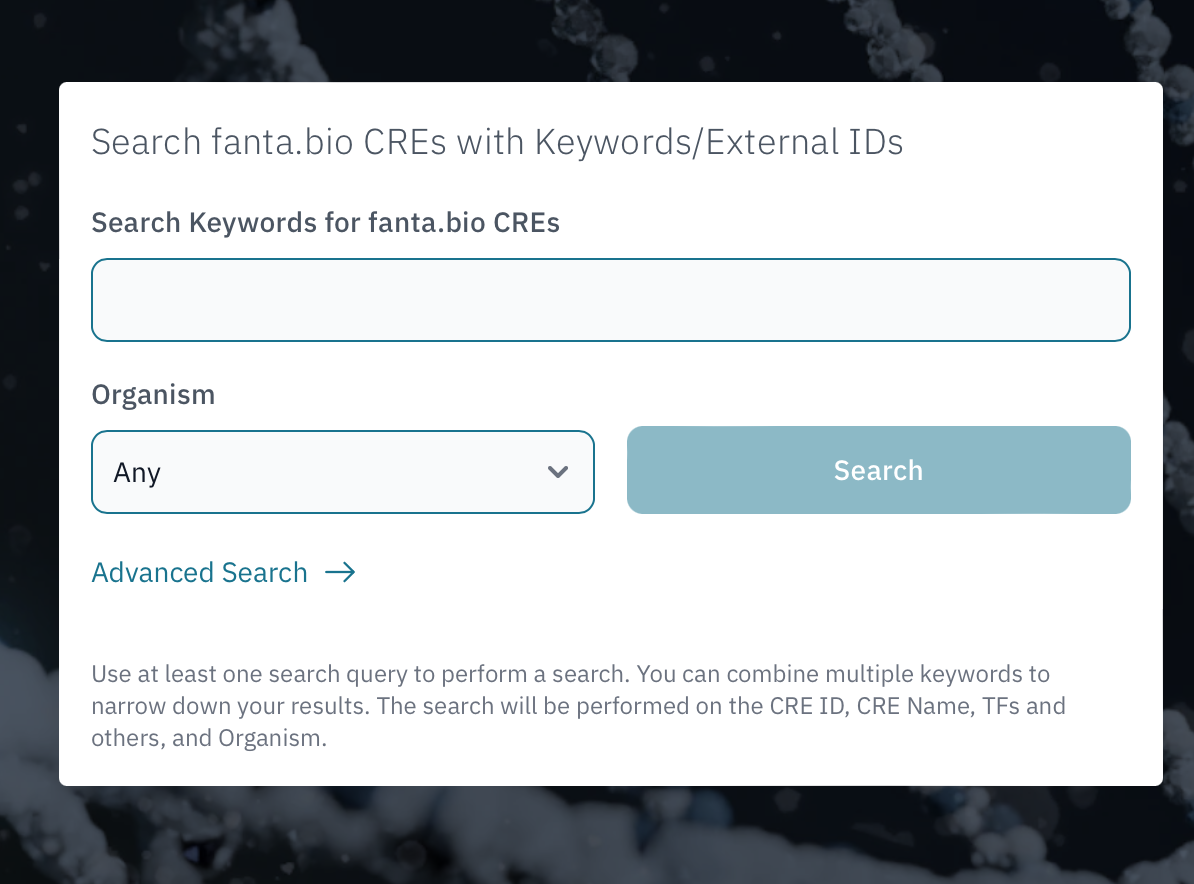 Search fanta.bio CREs with Keywords/External IDs
Search Keywords for fanta.bio CREs
Organism
Any
Search
Advanced Search →
Use at least one search query to perform a search. You can combine multiple keywords to
narrow down your results. The search will be performed on the CRE ID, CRE Name, TFs and
others, and Organism.